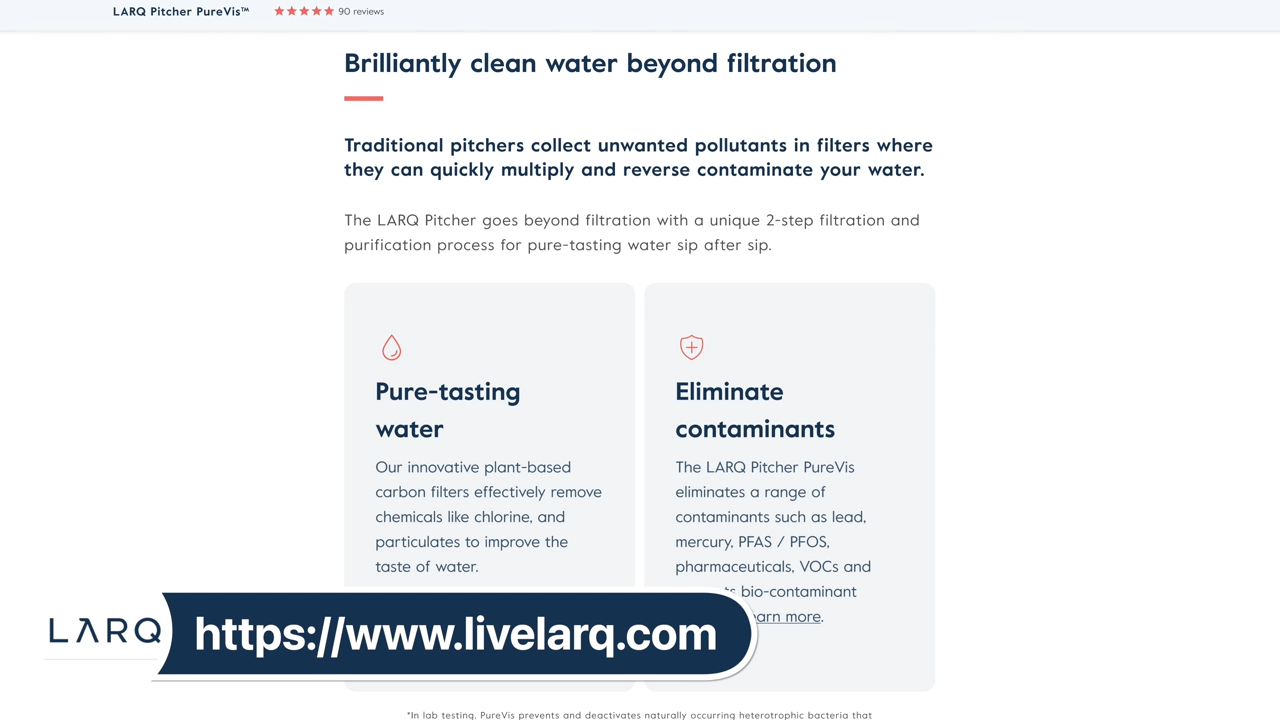 LARQ Pitcher PureVis™
90 reviews
Brilliantly clean water beyond filtration
Traditional pitchers collect unwanted pollutants in filters where
they can quickly multiply and reverse contaminate your water.
The LARQ Pitcher goes beyond filtration with a unique 2-step filtration and
purification process for pure-tasting water sip after sip.
Pure-tasting
water
Our innovative plant-based
carbon filters effectively remove
chemicals like chlorine, and
particulates to improve the
taste of water.
Eliminate
contaminants
The LARQ Pitcher PureVis
eliminates a range of
contaminants such as lead,
mercury, PFAS / PFOS,
pharmaceuticals, VOCs and
bio-contaminant
more.
LARQ
https://www.livelarq.com
*In lab testing, PureVis prevents and deactivates naturally occurring heterotrophic bacteria that